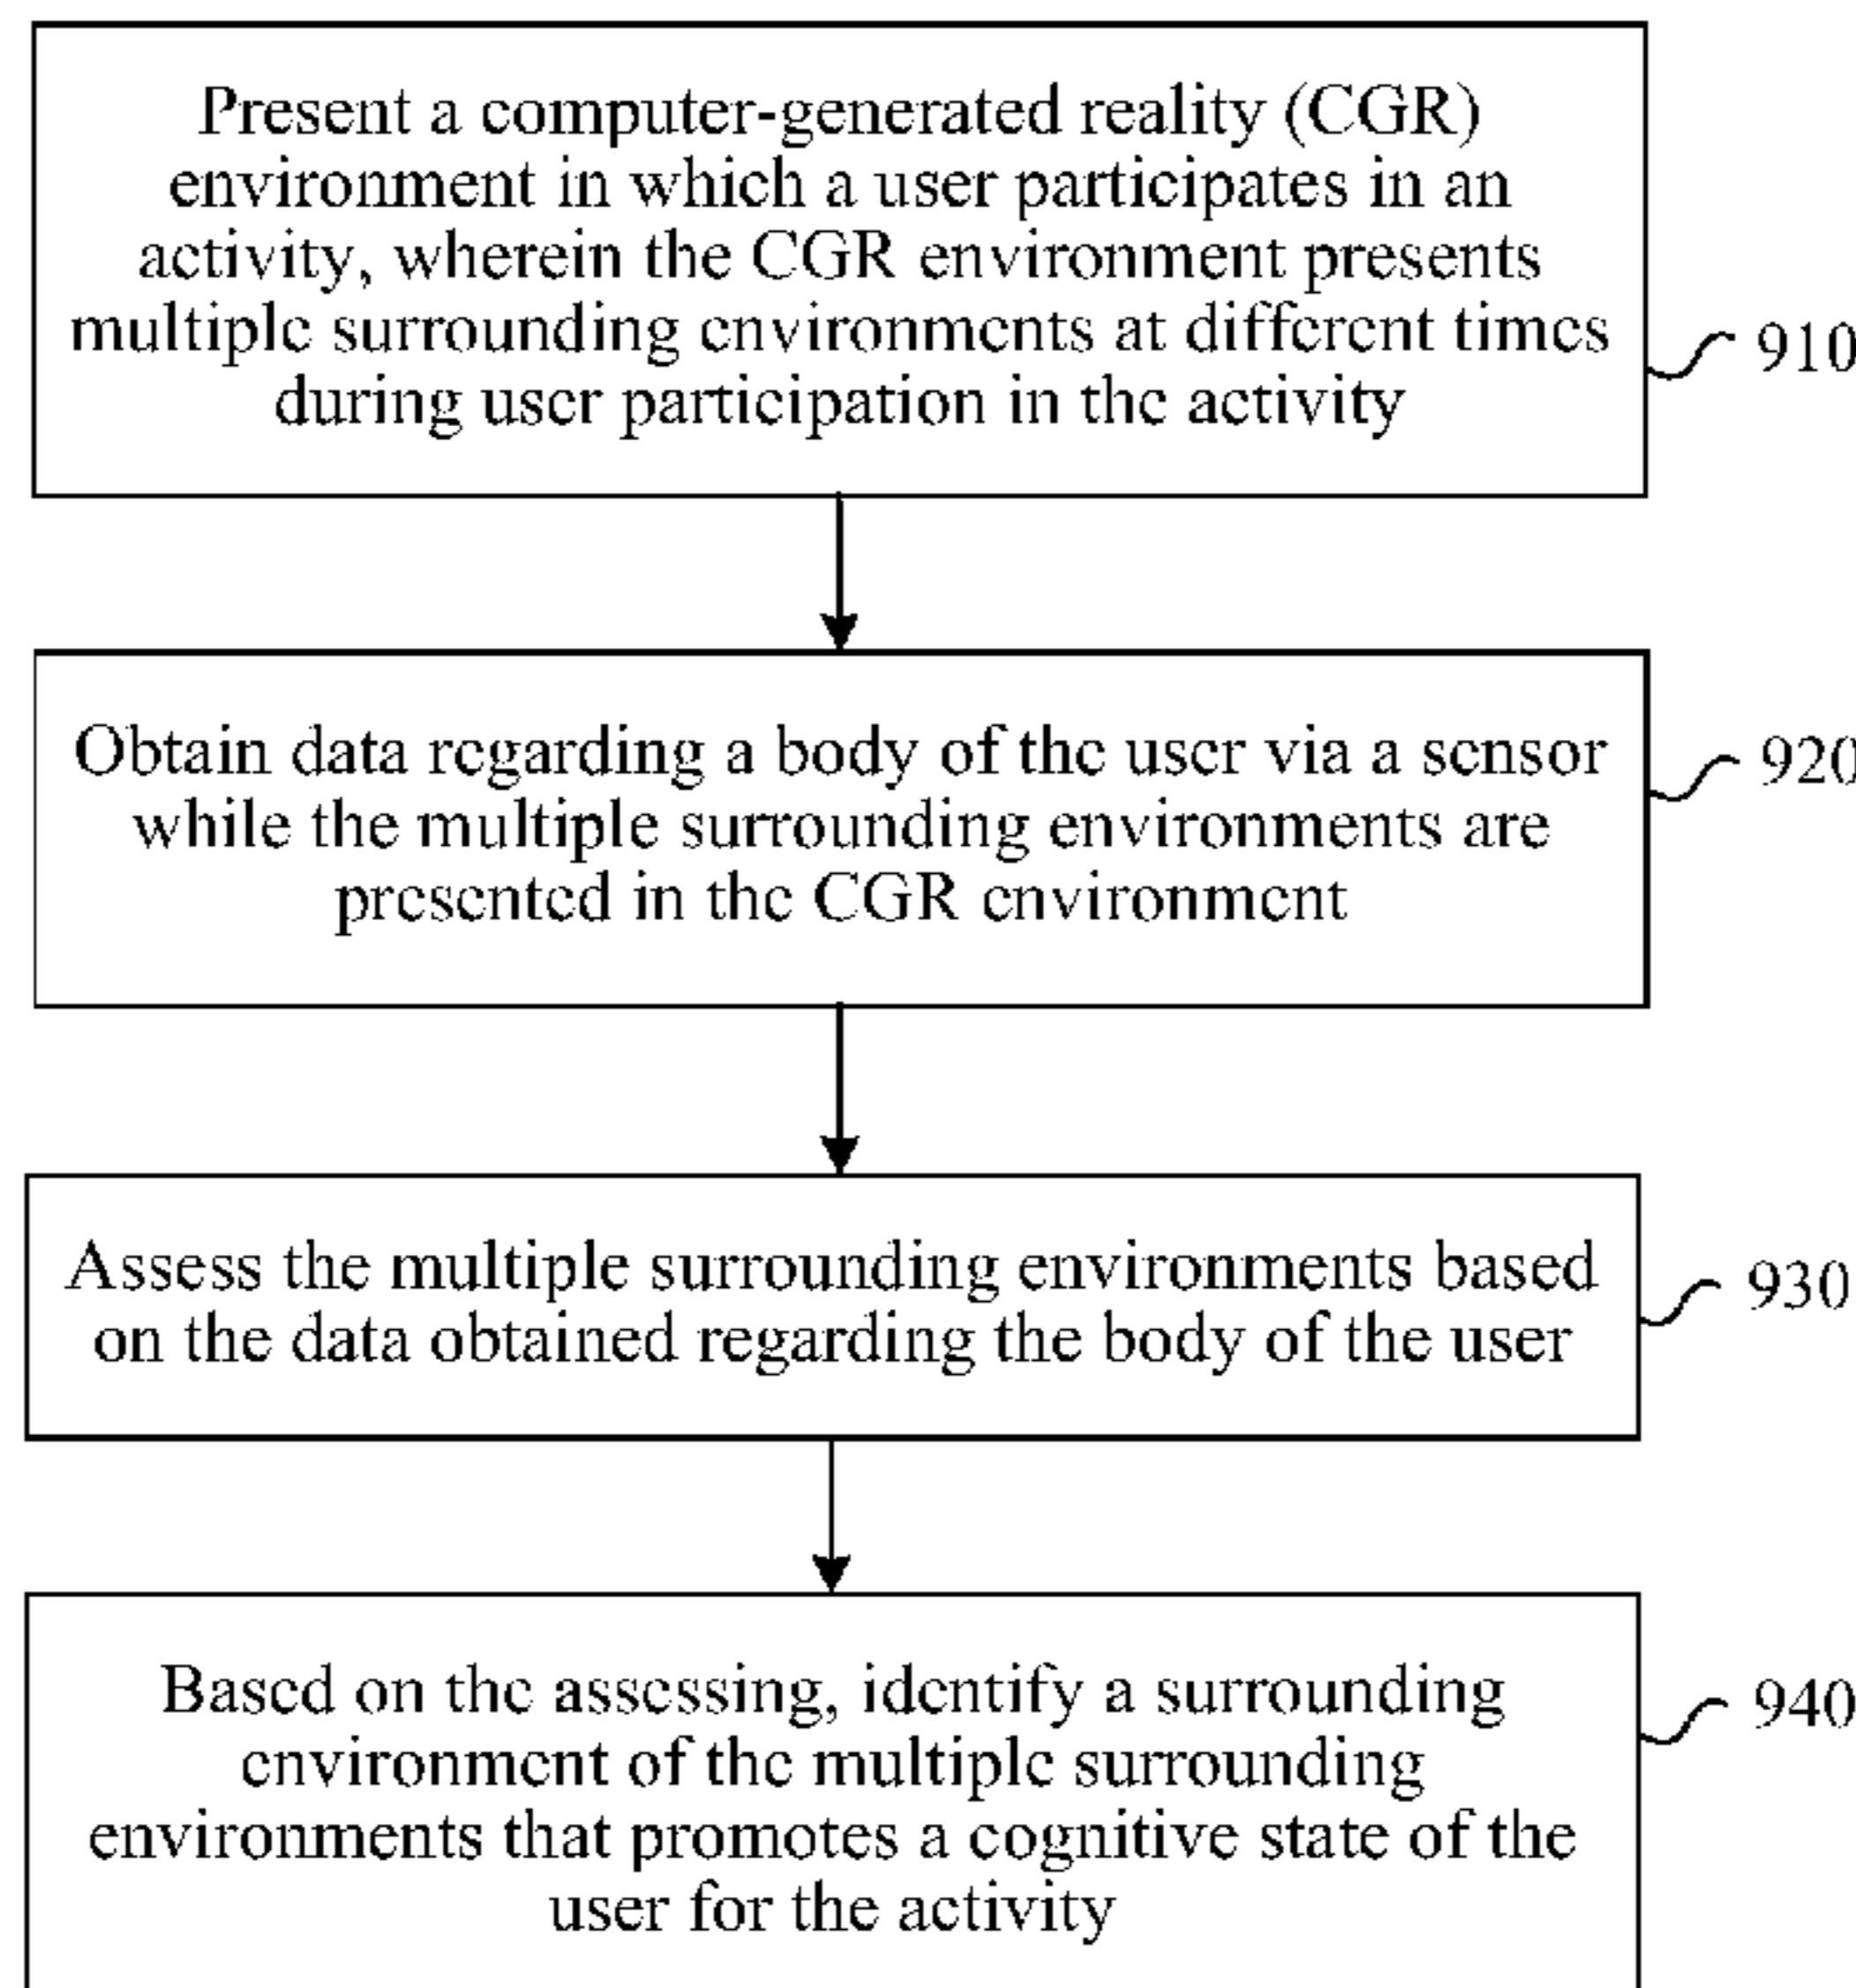 Present a computer-generated reality (CGR)
environment in which a user participates in an
activity, wherein the CGR environment presents
multiple surrounding environments at different times
during user participation in the activity
910
Obtain data regarding a body of the user via a sensor
while the multiple surrounding environments are
presented in the CGR environment
920
Assess the multiple surrounding environments based
on the data obtained regarding the body of the user
930
Based on the assessing, identify a surrounding
environment of the multiple surrounding
environments that promotes a cognitive state of the
user for the activity
940